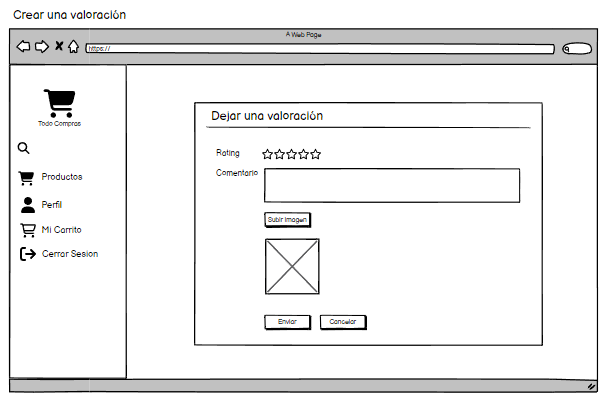 Crear una valoración
A Web Page
https://
Todo Compras
Productos
Perfil
Mi Carrito
Cerrar Sesion
Dejar una valoración
Rating
Comentario
Subir Imagen
Enviar
Cancelar